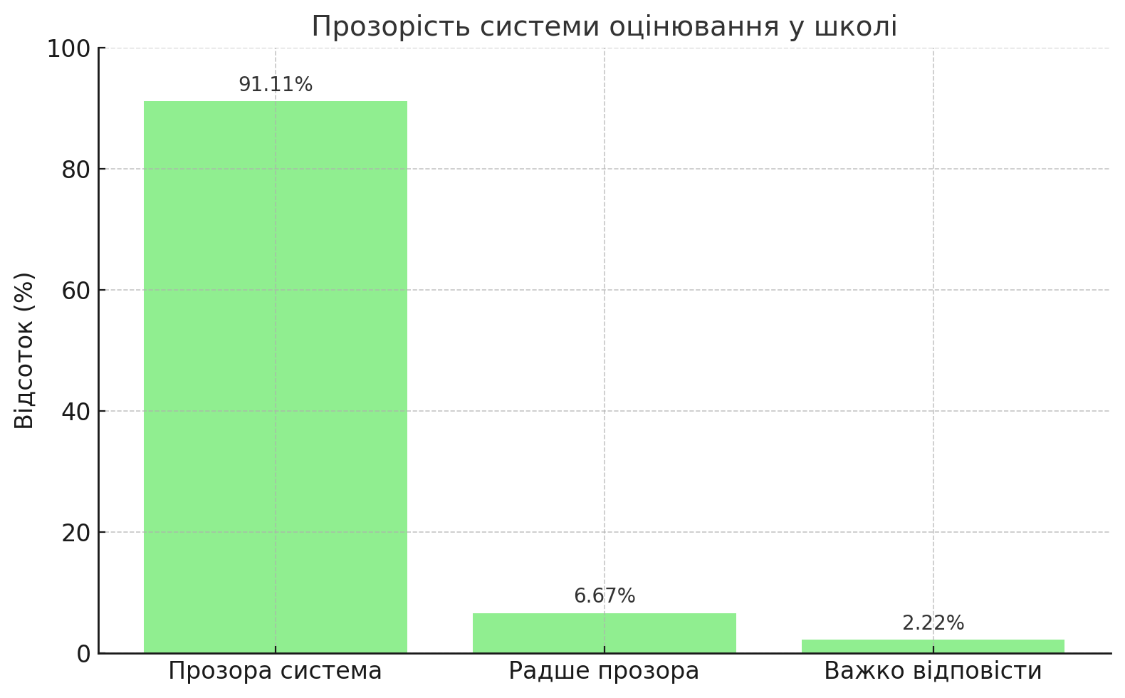 Прозорість системи оцінювання у школі
Відсоток (%)
100
80
60
40
20
0
91.11%
6.67%
2.22%
Прозора система
Радше прозора
Важко відповісти